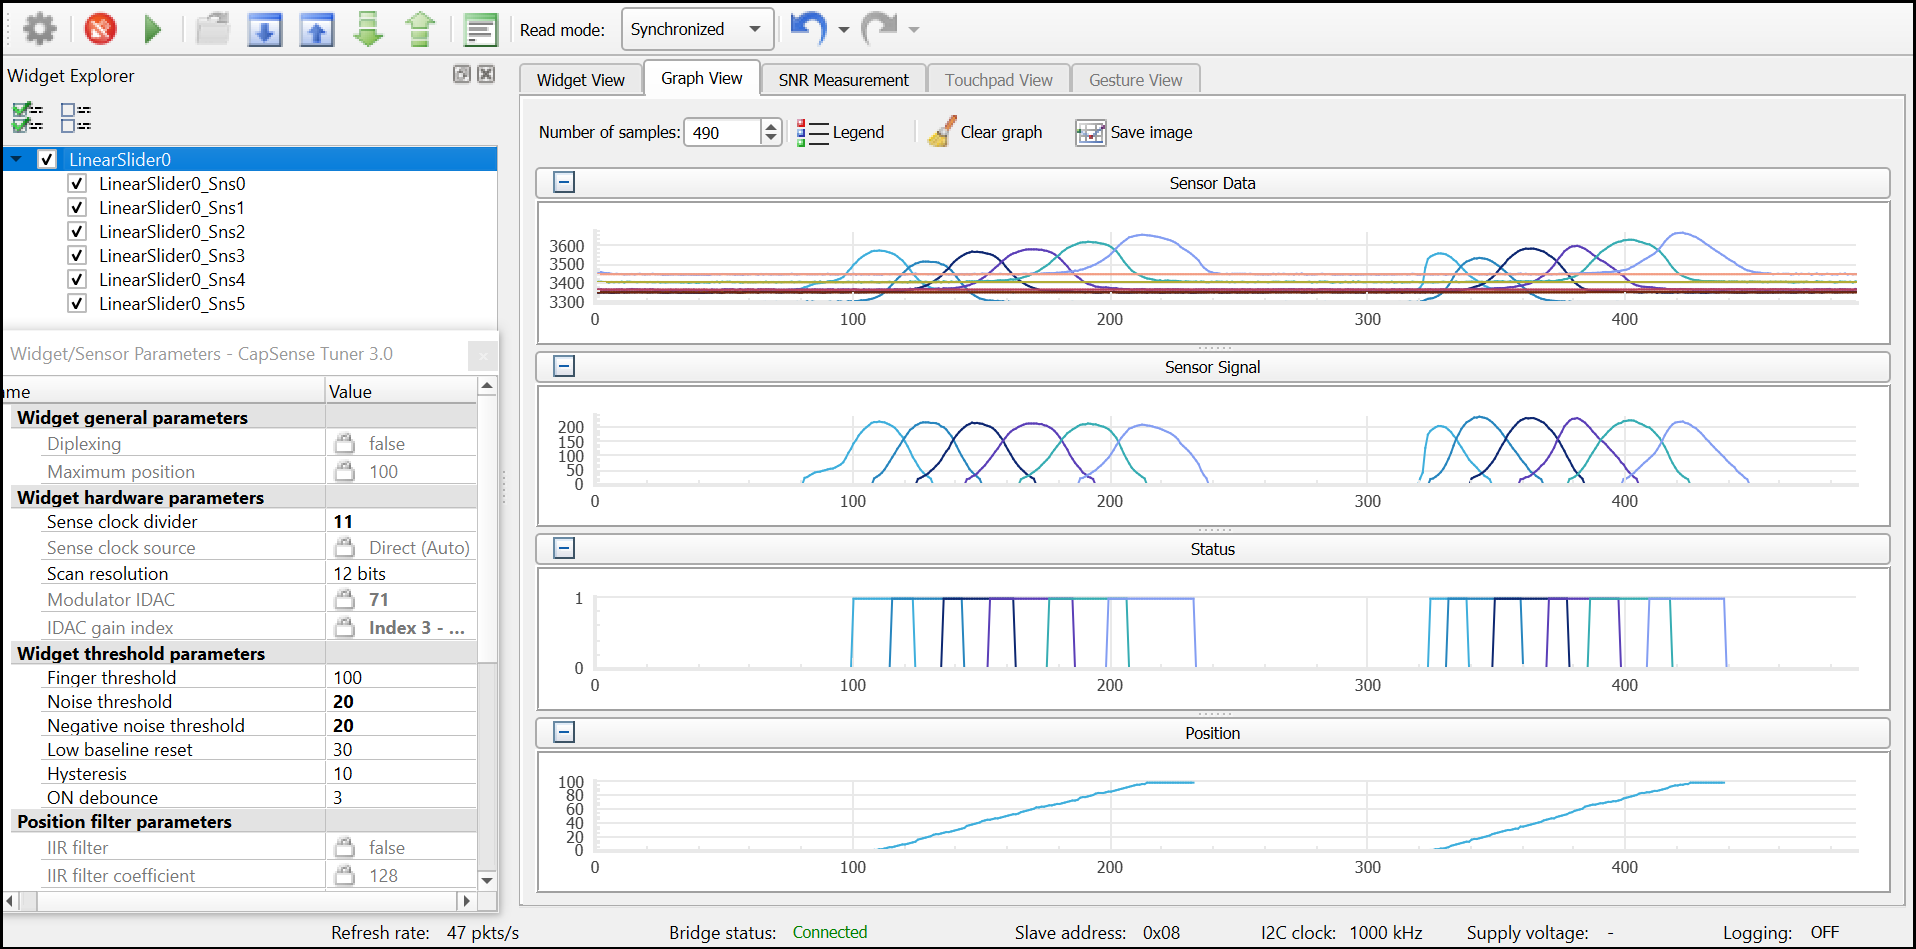 Read mode: Synchronized
Widget Explorer
LinearSlider0
LinearSlider0_Sns0
LinearSlider0_Sns1
LinearSlider0_Sns2
LinearSlider0_Sns3
LinearSlider0_Sns4
LinearSlider0_Sns5
Widget/Sensor Parameters - CapSense Tuner 3.0
me Value
Widget general parameters
Diplexing false
Maximum position 100
Widget hardware parameters
Sense clock divider 11
Sense clock source Direct (Auto)
Scan resolution 12 bits
Modulator IDAC 71
IDAC gain index Index 3 - ...
Widget threshold parameters
Finger threshold 100
Noise threshold 20
Negative noise threshold 20
Low baseline reset 30
Hysteresis 10
ON debounce 3
Position filter parameters
IIR filter false
IIR filter coefficient 128
Widget View Graph View SNR Measurement Touchpad View Gesture View
Number of samples: 490 Legend Clear graph Save image
Sensor Data
3600
3500
3400
3300
0 100 200 300 400
Sensor Signal
200
150
100
50
0
0 100 200 300 400
Status
1
0
0 100 200 300 400
Position
100
80
60
40
20
0
0 100 200 300 400
Refresh rate: 47 pkts/s Bridge status: Connected Slave address: 0x08 I2C clock: 1000 kHz Supply voltage: - Logging: OFF